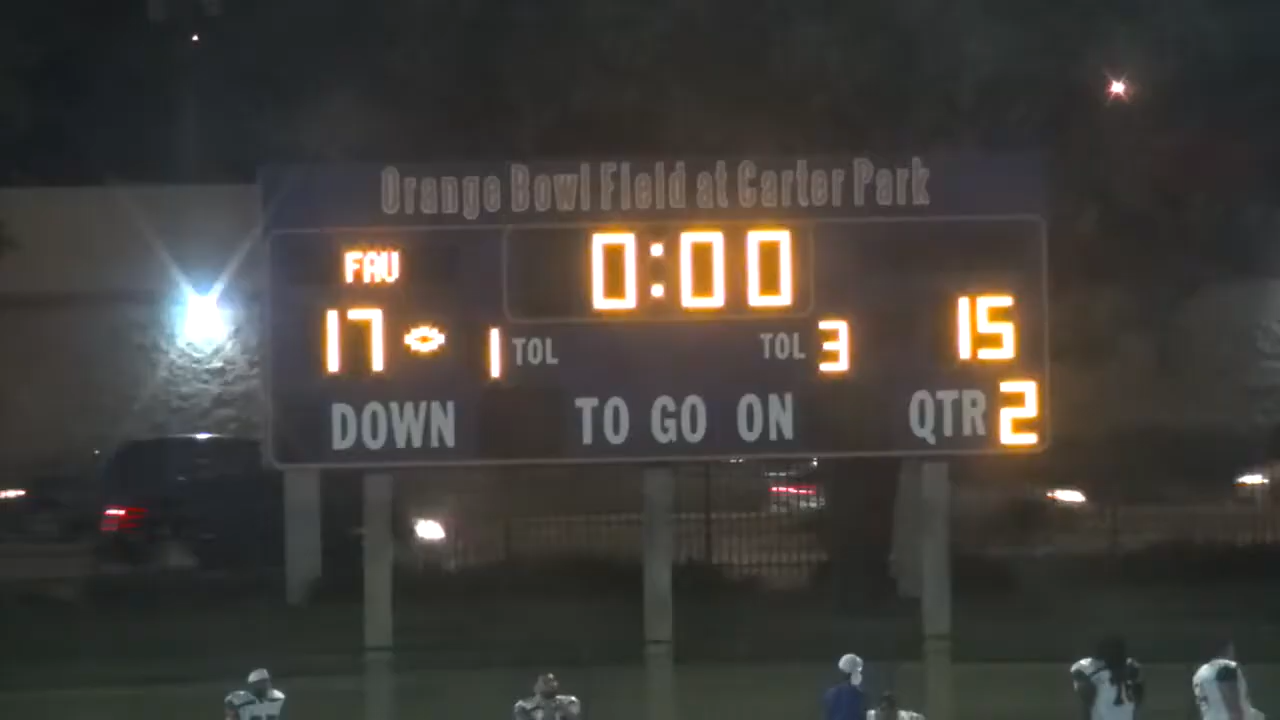 Orange Bowl Field at Carter Park
FAU 0:00
17 1 TOL TOL 3 15
DOWN TO GO ON QTR 2